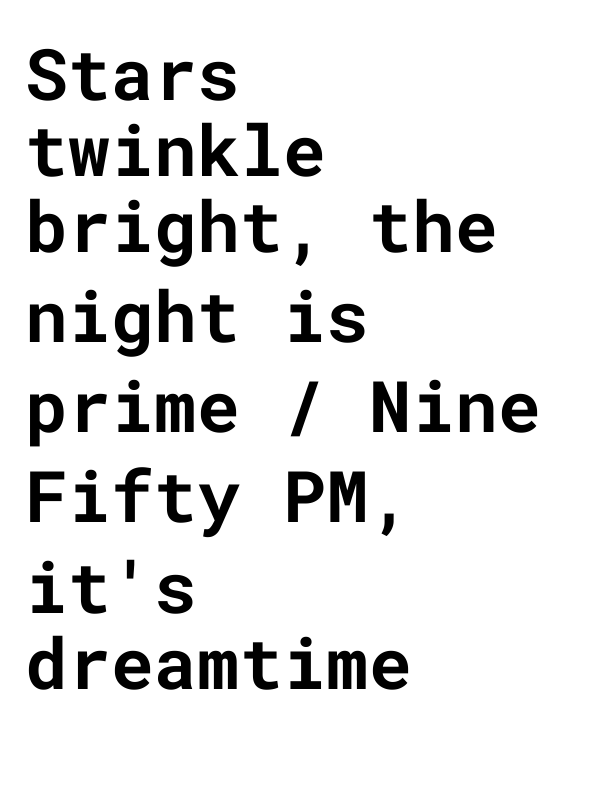 Stars
twinkle
bright, the
night is
prime / Nine
Fifty PM,
it's
dreamtime